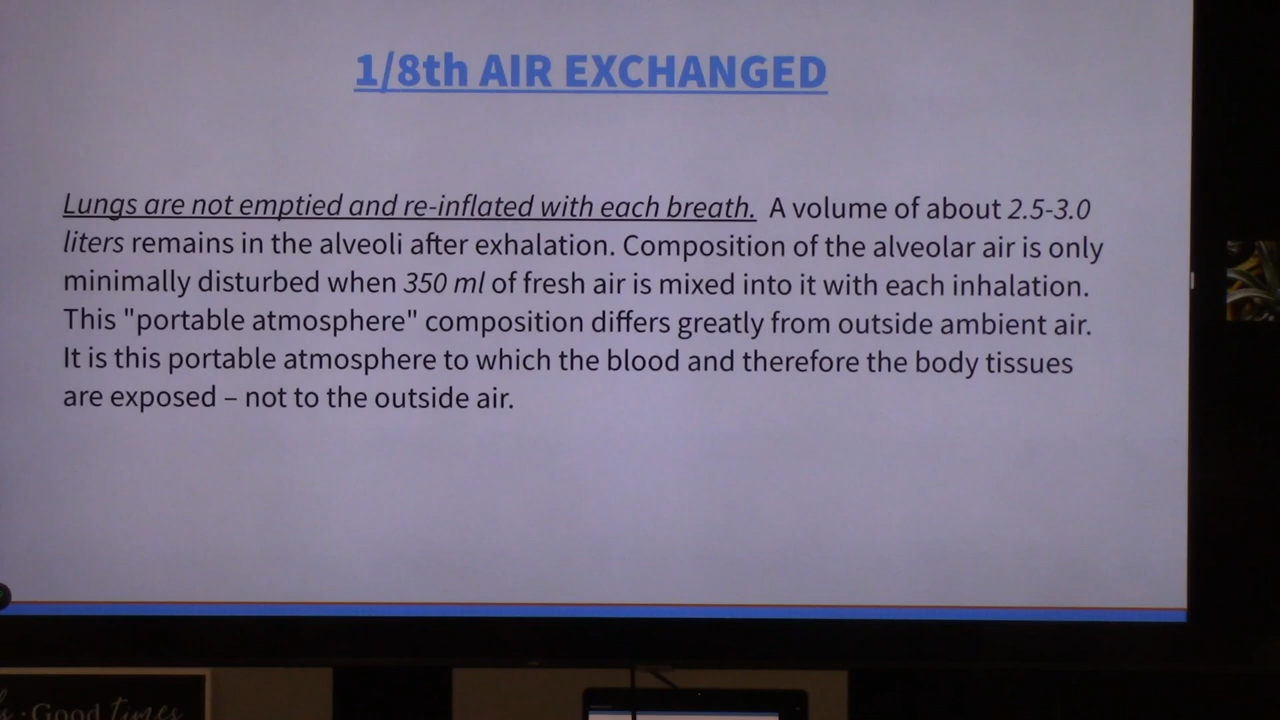 1/8th AIR EXCHANGED
Lungs are not emptied and re-inflated with each breath. A volume of about 2.5-3.0
liters remains in the alveoli after exhalation. Composition of the alveolar air is only
minimally disturbed when 350 ml of fresh air is mixed into it with each inhalation.
This "portable atmosphere" composition differs greatly from outside ambient air.
It is this portable atmosphere to which the blood and therefore the body tissues
are exposed – not to the outside air.
Good times